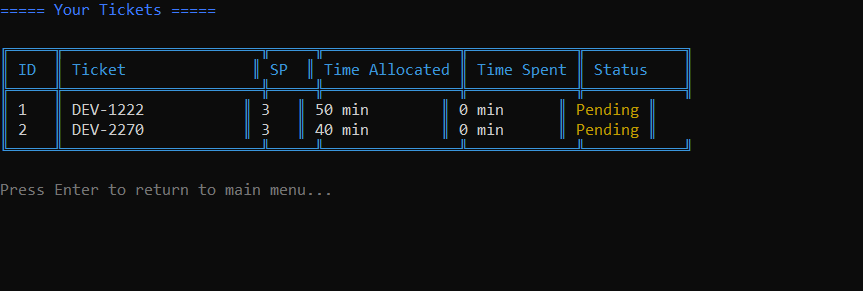 ===== Your Tickets =====
ID Ticket SP Time Allocated Time Spent Status
1 DEV-1222 3 50 min 0 min Pending
2 DEV-2270 3 40 min 0 min Pending
Press Enter to return to main menu...